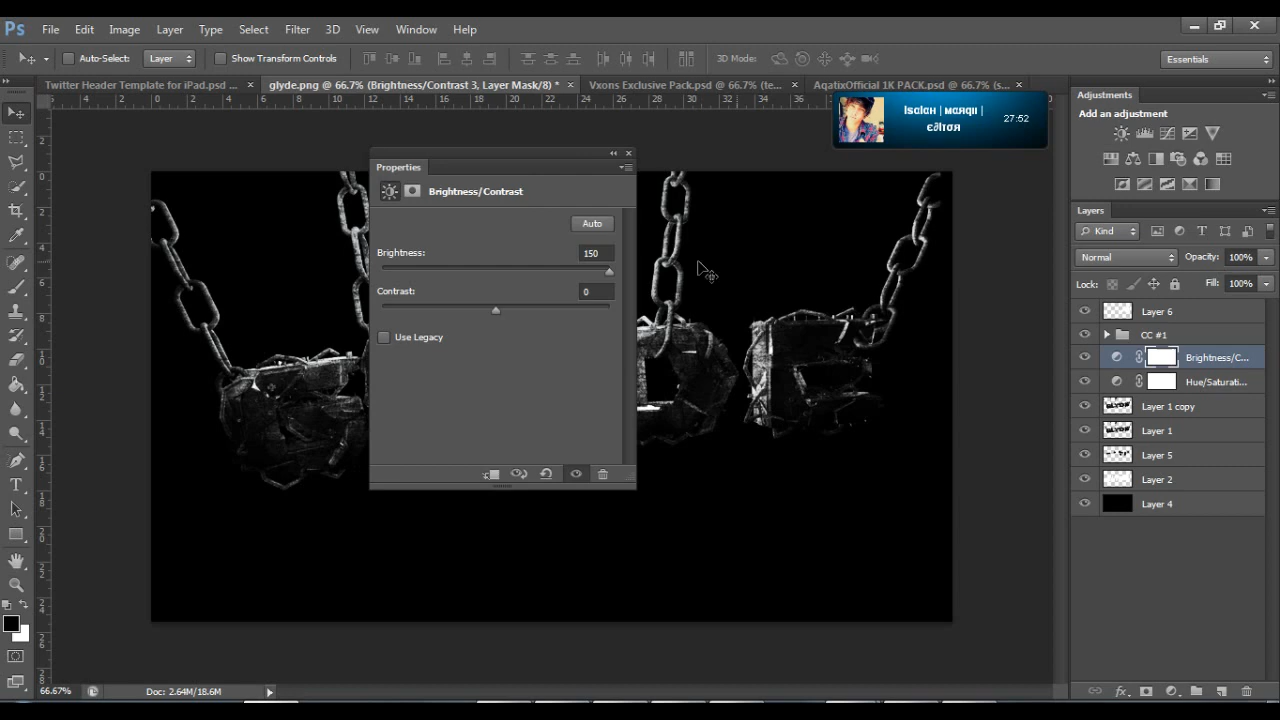 Ps File Edit Image Layer Type Select Filter 3D View Window Help
Auto-Select: Layer Show Transform Controls 3D Mode: Essentials
Twitter Header Template for iPad.psd ... × glyde.png @ 66.7% (Brightness/Contrast 3, Layer Mask/8) * × Vxons Exclusive Pack.psd @ 66.7% (te... × AqatixOfficial 1K PACK.psd @ 66.7% (s... ×
Isαiαн | мαяqυι |
€∂ιтσя
27:52
Properties
Brightness/Contrast
Auto
Brightness: 150
Contrast: 0
Use Legacy
Adjustments
Add an adjustment
Layers
Kind
Normal Opacity: 100%
Lock: Fill: 100%
Layer 6
CC #1
Brightness/C...
Hue/Saturati...
Layer 1 copy
Layer 1
Layer 5
Layer 2
Layer 4
66.67% Doc: 2.64M/18.6M